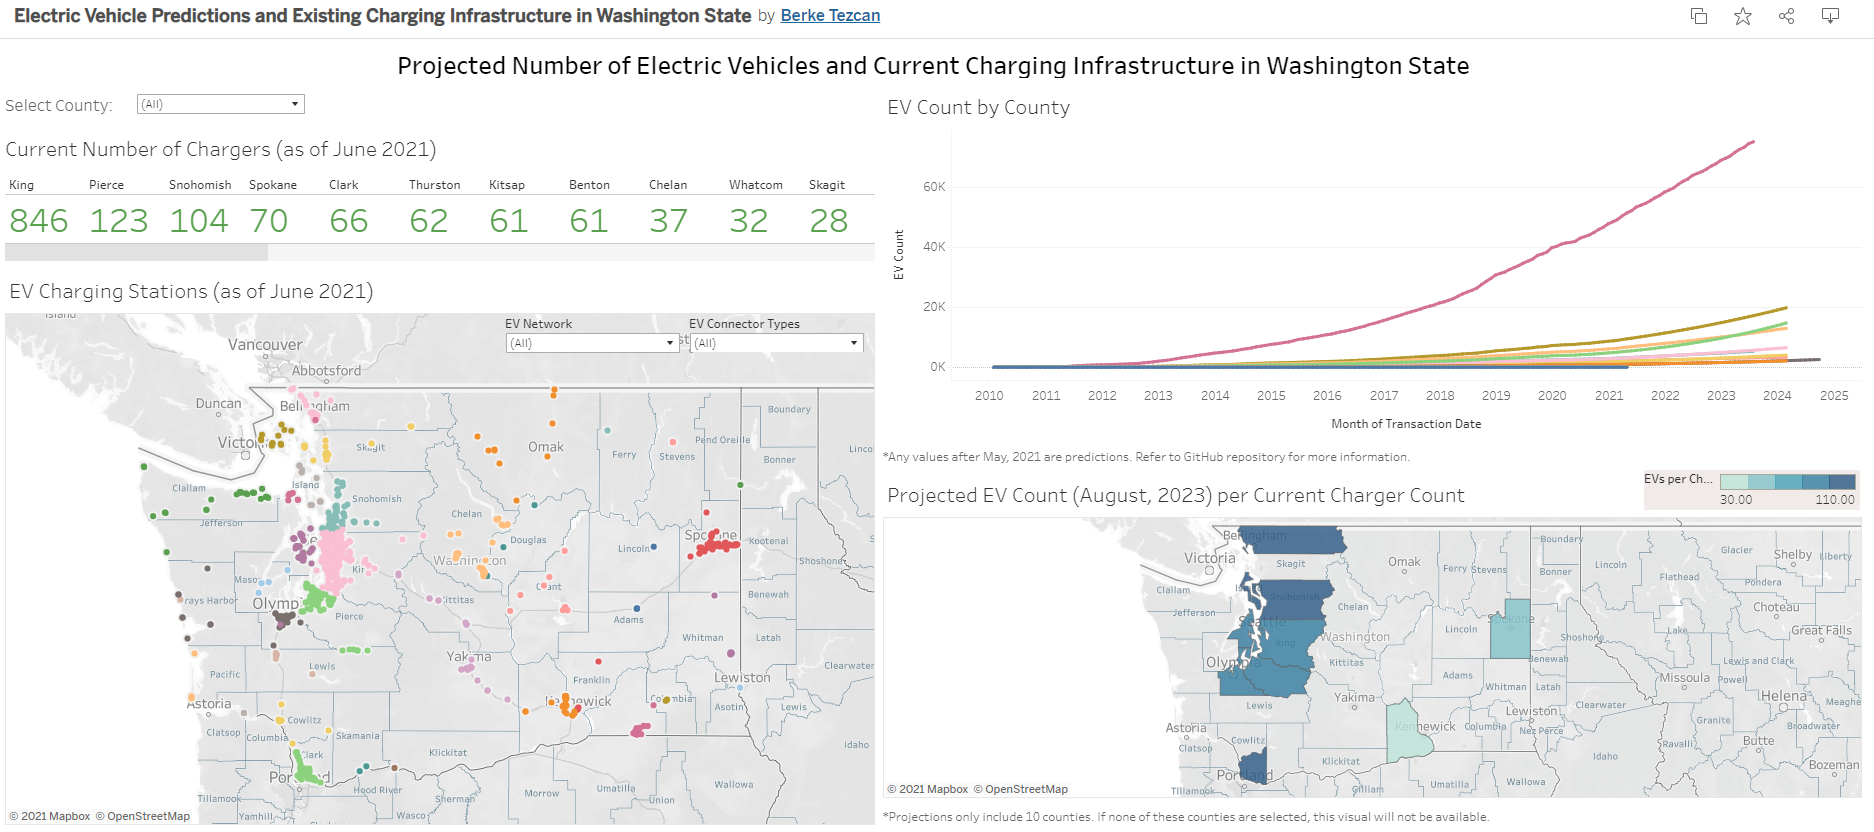 Electric Vehicle Predictions and Existing Charging Infrastructure in Washington State by Berke Tezcan
Projected Number of Electric Vehicles and Current Charging Infrastructure in Washington State
Select County: (All)
Current Number of Chargers (as of June 2021)
King Pierce Snohomish Spokane Clark Thurston Kitsap Benton Chelan Whatcom Skagit
846 123 104 70 66 62 61 61 37 32 28
EV Charging Stations (as of June 2021)
EV Network EV Connector Types
(All) (All)
Island
Vancouver
Abbotsford
Duncan
Boundary
Omak
Skagit
Pend Oreille
Ferry Stevens
Bonner
Clallam
Island
Snohomish
Jefferson
Chelan
Douglas
Lincoln
Kootenai
Shoshone
Washington
Grant
Kittitas
Benewah
Pierce
Adams
Whitman
Latah
Yakima
Lewis
Pacific
Franklin
Clearwater
Lewiston
Astoria
Columbia
Asotin
Lewis
Cowlitz
Clatsop
Columbia
Skamania
Klickitat
Idaho
Clark
Hood River
Wallowa
Tillamook
Sherman
Morrow
Umatilla
Union
Yamhill
Wasco
© 2021 Mapbox © OpenStreetMap
EV Count by County
EV Count
60K
40K
20K
0K
2010 2011 2012 2013 2014 2015 2016 2017 2018 2019 2020 2021 2022 2023 2024 2025
Month of Transaction Date
*Any values after May, 2021 are predictions. Refer to GitHub repository for more information.
Projected EV Count (August, 2023) per Current Charger Count
EVs per Ch...
30.00 110.00
Bellingham
Victoria
Skagit
Omak
Ferry Stevens
Boundary
Bonner
Lincoln
Glacier
Shelby
Liberty
Flathead
Pondera
Clallam
Snohomish
Jefferson
Chelan
Choteau
Seattle
Spokane
Lincoln
Lake
Great Falls
King
Washington
Shoshone
Olympia
Kittitas
Benewah
Lewis and Clark
Adams
Missoula
Powell
Whitman
Latah
Helena
Meaghe
Lewis
Yakima
Clearwater
Lewiston
Granite
Broadwater
Astoria
Kennewick
Columbia
Nez Perce
Clatsop
Cowlitz
Butte
Ravalli
Klickitat
Idaho
Portland
Bozeman
Tillamook
Gilliam
Umatilla
Wallowa
© 2021 Mapbox © OpenStreetMap
*Projections only include 10 counties. If none of these counties are selected, this visual will not be available.